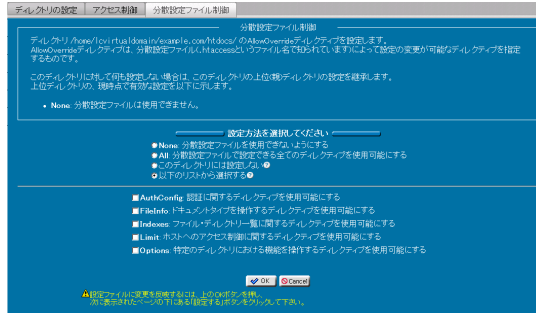 ディレクトリの設定
アクセス制御
分散設定ファイル制御
分散設定ファイル制御
ディレクトリ /home/lcvirtualdomain/example.com/htdocs/ のAllowOverrideディレクティブを設定します。
AllowOverrideディレクティブは、分散設定ファイル(.htaccessというファイル名で知られています)によって設定の変更が可能なディレクティブを指定
するものです。
このディレクトリに対して何も設定しない場合は、このディレクトリの上位(親)ディレクトリの設定を継承します。
上位ディレクトリの、現時点で有効な設定を以下に示します。
• None: 分散設定ファイルは使用できません。
設定方法を選択してください
None: 分散設定ファイルを使用できないようにする
All: 分散設定ファイルで設定できる全てのディレクティブを使用可能にする
このディレクトリには設定しない
以下のリストから選択する
AuthConfig: 認証に関するディレクティブを使用可能にする
FileInfo: ドキュメントタイプを操作するディレクティブを使用可能にする
Indexes: ファイル・ディレクトリ一覧に関するディレクティブを使用可能にする
Limit: ホストへのアクセス制御に関するディレクティブを使用可能にする
Options: 特定のディレクトリにおける機能を操作するディレクティブを使用可能にする
OK Cancel
設定ファイルに変更を反映するには、上のOKボタンを押し、
次に表示されたページの下にある「設定する」ボタンをクリックして下さい。